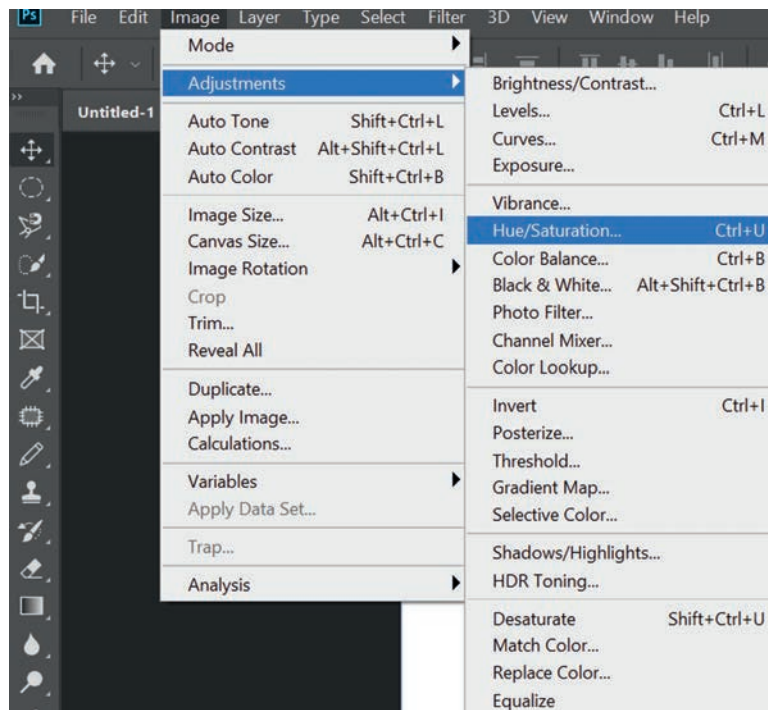 Ps File Edit Image Layer Type Select Filter 3D View Window Help
Untitled-1
Mode
Adjustments
Auto Tone Shift+Ctrl+L
Auto Contrast Alt+Shift+Ctrl+L
Auto Color Shift+Ctrl+B
Image Size... Alt+Ctrl+I
Canvas Size... Alt+Ctrl+C
Image Rotation
Crop
Trim...
Reveal All
Duplicate...
Apply Image...
Calculations...
Variables
Apply Data Set...
Trap...
Analysis
Brightness/Contrast...
Levels... Ctrl+L
Curves... Ctrl+M
Exposure...
Vibrance...
Hue/Saturation... Ctrl+U
Color Balance... Ctrl+B
Black & White... Alt+Shift+Ctrl+B
Photo Filter...
Channel Mixer...
Color Lookup...
Invert Ctrl+I
Posterize...
Threshold...
Gradient Map...
Selective Color...
Shadows/Highlights...
HDR Toning...
Desaturate Shift+Ctrl+U
Match Color...
Replace Color...
Equalize